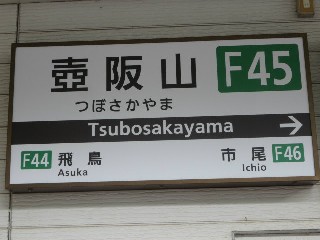 壺阪山 F45
つぼさかやま
Tsubosakayama →
F44 飛鳥 市尾 F46
Asuka Ichio